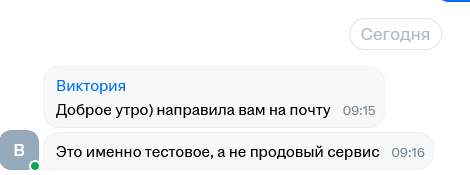 Сегодня
Виктория
Доброе утро) направила вам на почту 09:15
В
Это именно тестовое, а не продовый сервис 09:16